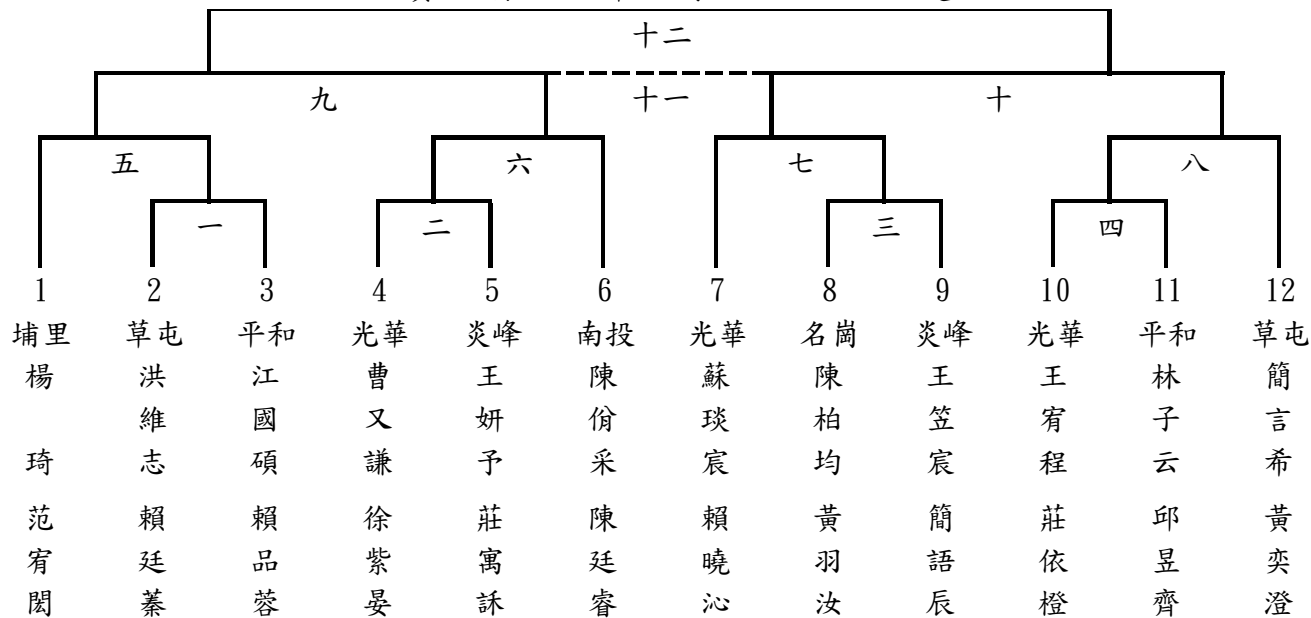 十二
九 十一 十
五 六 七 八
一 二 三 四
1 2 3 4 5 6 7 8 9 10 11 12
埔里 草屯 平和 光華 炎峰 南投 光華 名崗 炎峰 光華 平和 草屯
楊 洪 江 曹 王 陳 蘇 陳 王 王 林 簡
維 國 又 妍 佾 琰 柏 笠 宥 子 言
琦 志 碩 謙 予 采 宸 均 宸 程 云 希
范 賴 賴 徐 莊 陳 賴 黃 簡 莊 邱 黃
宥 廷 品 紫 寓 廷 曉 羽 語 依 昱 奕
閎 蓁 蓉 晏 訸 睿 沁 汝 辰 橙 齊 澄